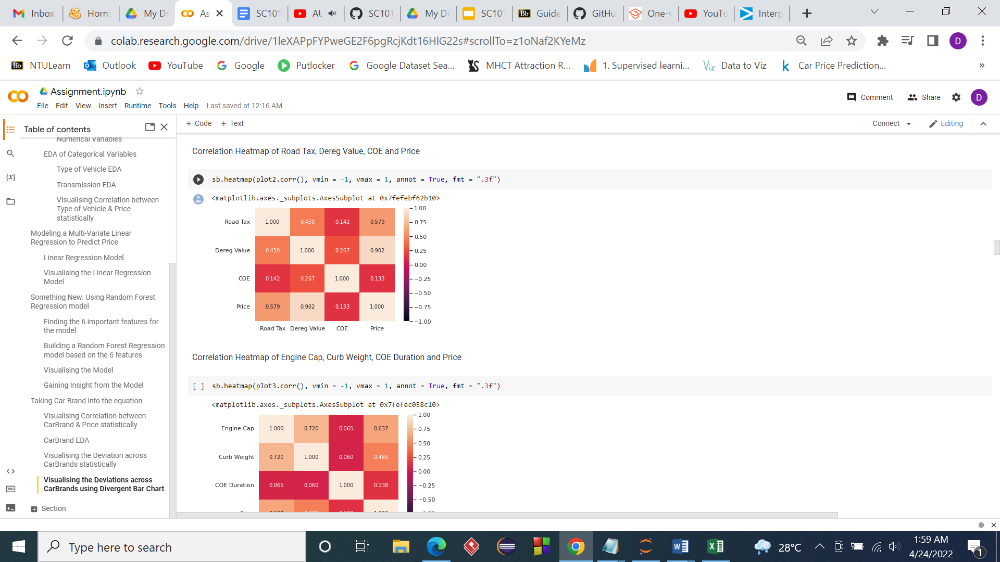 Inbox
Horn:
My Dr
As
SC101
AU
SC101
My Dr
SC101
Guide
GitHu
One-w
YouTu
Interp
colab.research.google.com/drive/1leXAPpFYPweGE2F6pgRcjKdt16HlG22s#scrollTo=z1oNaf2KYeMz
D
Bb NTULearn
Outlook
YouTube
Google
Putlocker
Google Dataset Sea...
MHCT Attraction R...
1. Supervised learni...
Data to Viz
Car Price Prediction...
»
Assignment.ipynb
File Edit View Insert Runtime Tools Help Last saved at 12:16 AM
Comment
Share
D
Table of contents
+ Code + Text
Connect
Editing
Numerical Variables
EDA of Categorical Variables
Type of Vehicle EDA
Transmission EDA
Visualising Correlation between
Type of Vehicle & Price
statistically
Modeling a Multi-Variate Linear
Regression to Predict Price
Linear Regression Model
Visualising the Linear Regression
Model
Something New: Using Random Forest
Regression model
Finding the 6 important features for
the model
Building a Random Forest Regression
model based on the 6 features
Visualising the Model
Gaining Insight from the Model
Taking Car Brand into the equation
Visualising Correlation between
CarBrand & Price statistically
CarBrand EDA
Visualising the Deviation across
CarBrands statistically
Visualising the Deviations across
CarBrands using Divergent Bar Chart
Section
Correlation Heatmap of Road Tax, Dereg Value, COE and Price
sb.heatmap(plot2.corr(), vmin = -1, vmax = 1, annot = True, fmt = ".3f")
<matplotlib.axes._subplots.AxesSubplot at 0x7fefebf62b10>
Road Tax 1.000 0.450 0.142 0.579
Dereg Value 0.450 1.000 0.267 0.902
COE 0.142 0.267 1.000 0.133
Price 0.579 0.902 0.133 1.000
Road Tax Dereg Value COE Price
1.00
0.75
0.50
0.25
0.00
−0.25
−0.50
−0.75
−1.00
Correlation Heatmap of Engine Cap, Curb Weight, COE Duration and Price
[ ] sb.heatmap(plot3.corr(), vmin = -1, vmax = 1, annot = True, fmt = ".3f")
<matplotlib.axes._subplots.AxesSubplot at 0x7fefec058c10>
Engine Cap 1.000 0.720 0.065 0.637
Curb Weight 0.720 1.000 0.060 0.465
COE Duration 0.065 0.060 1.000 0.138
1.00
0.75
0.50
0.25
0.00
−0.25
−0.50
Type here to search
28°C
1:59 AM
4/24/2022
1